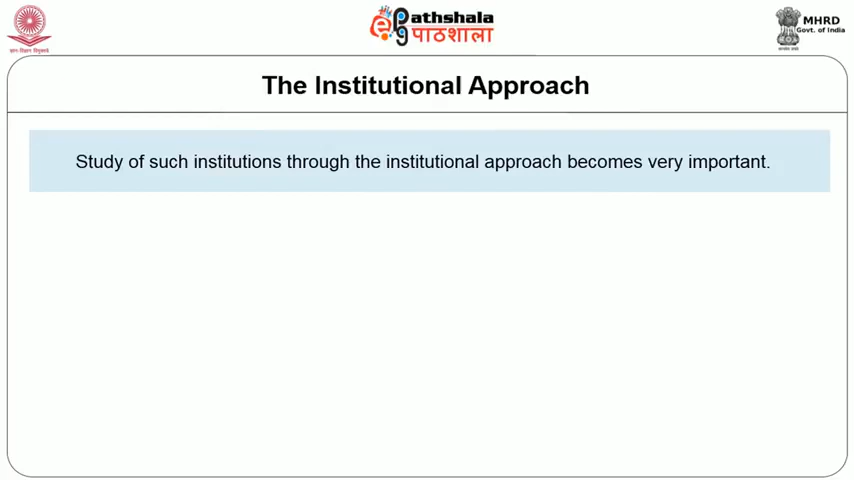 ePathshala
पाठशाला
MHRD
Govt. of India
The Institutional Approach
Study of such institutions through the institutional approach becomes very important.